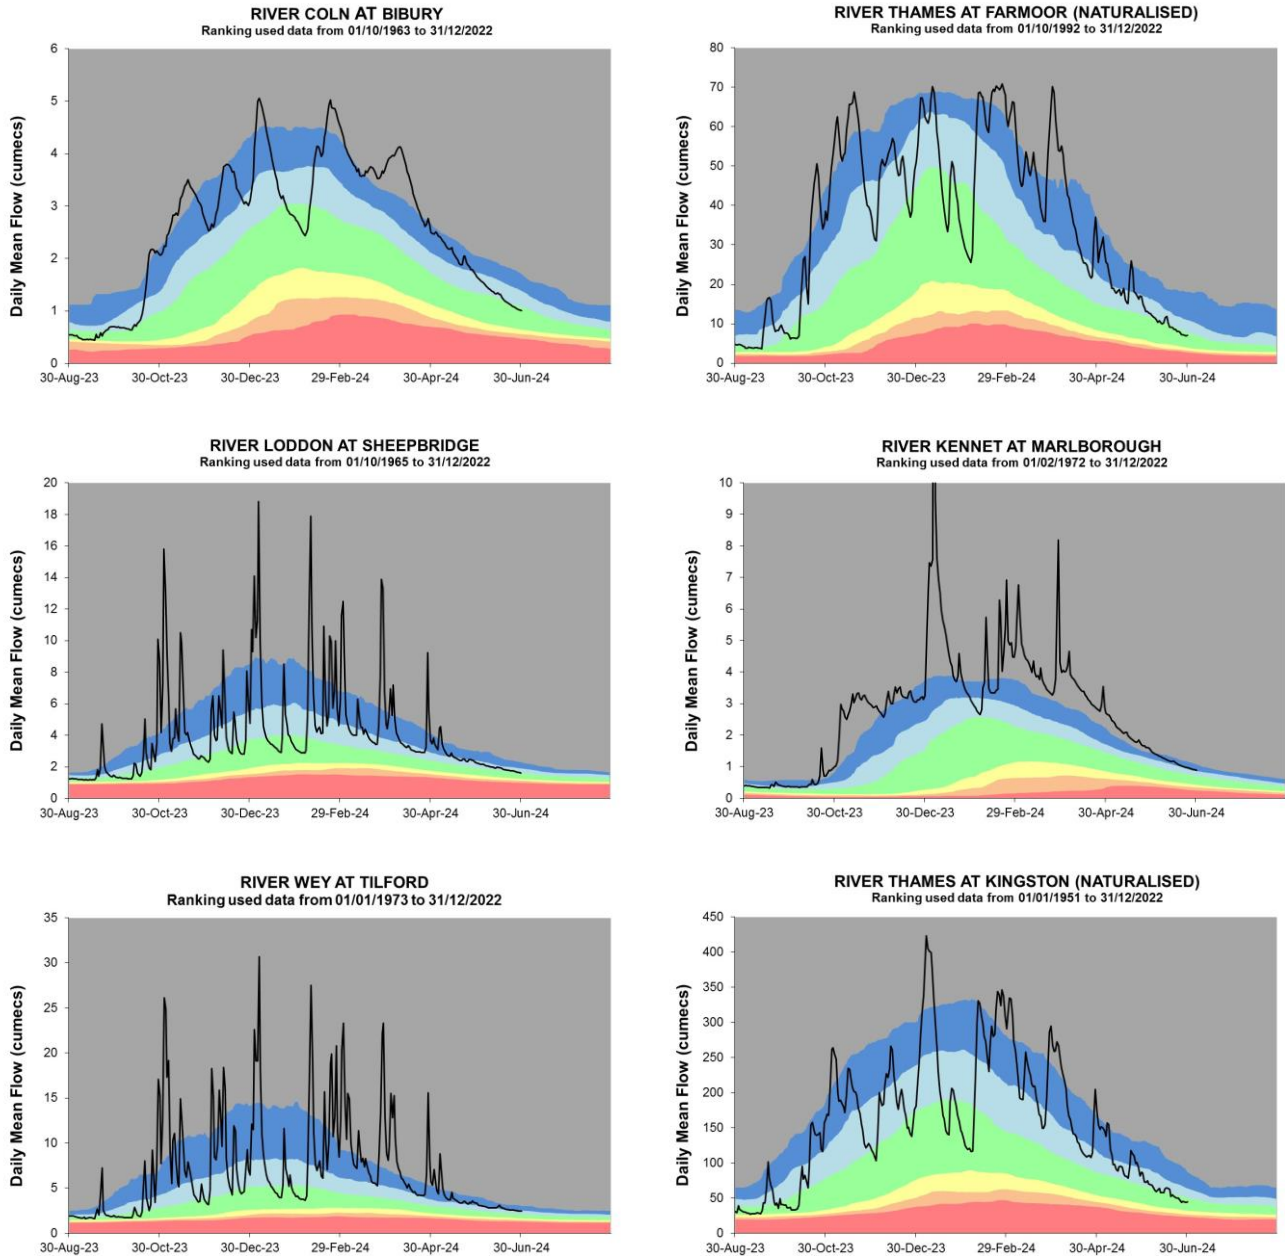 RIVER COLN AT BIBURY
Ranking used data from 01/10/1963 to 31/12/2022
Daily Mean Flow (cumecs)
6
5
4
3
2
1
0
30-Aug-23 30-Oct-23 30-Dec-23 29-Feb-24 30-Apr-24 30-Jun-24
RIVER THAMES AT FARMOOR (NATURALISED)
Ranking used data from 01/10/1992 to 31/12/2022
Daily Mean Flow (cumecs)
80
70
60
50
40
30
20
10
0
30-Aug-23 30-Oct-23 30-Dec-23 29-Feb-24 30-Apr-24 30-Jun-24
RIVER LODDON AT SHEEPBRIDGE
Ranking used data from 01/10/1965 to 31/12/2022
Daily Mean Flow (cumecs)
20
18
16
14
12
10
8
6
4
2
0
30-Aug-23 30-Oct-23 30-Dec-23 29-Feb-24 30-Apr-24 30-Jun-24
RIVER KENNET AT MARLBOROUGH
Ranking used data from 01/02/1972 to 31/12/2022
Daily Mean Flow (cumecs)
10
9
8
7
6
5
4
3
2
1
0
30-Aug-23 30-Oct-23 30-Dec-23 29-Feb-24 30-Apr-24 30-Jun-24
RIVER WEY AT TILFORD
Ranking used data from 01/01/1973 to 31/12/2022
Daily Mean Flow (cumecs)
35
30
25
20
15
10
5
0
30-Aug-23 30-Oct-23 30-Dec-23 29-Feb-24 30-Apr-24 30-Jun-24
RIVER THAMES AT KINGSTON (NATURALISED)
Ranking used data from 01/01/1951 to 31/12/2022
Daily Mean Flow (cumecs)
450
400
350
300
250
200
150
100
50
0
30-Aug-23 30-Oct-23 30-Dec-23 29-Feb-24 30-Apr-24 30-Jun-24